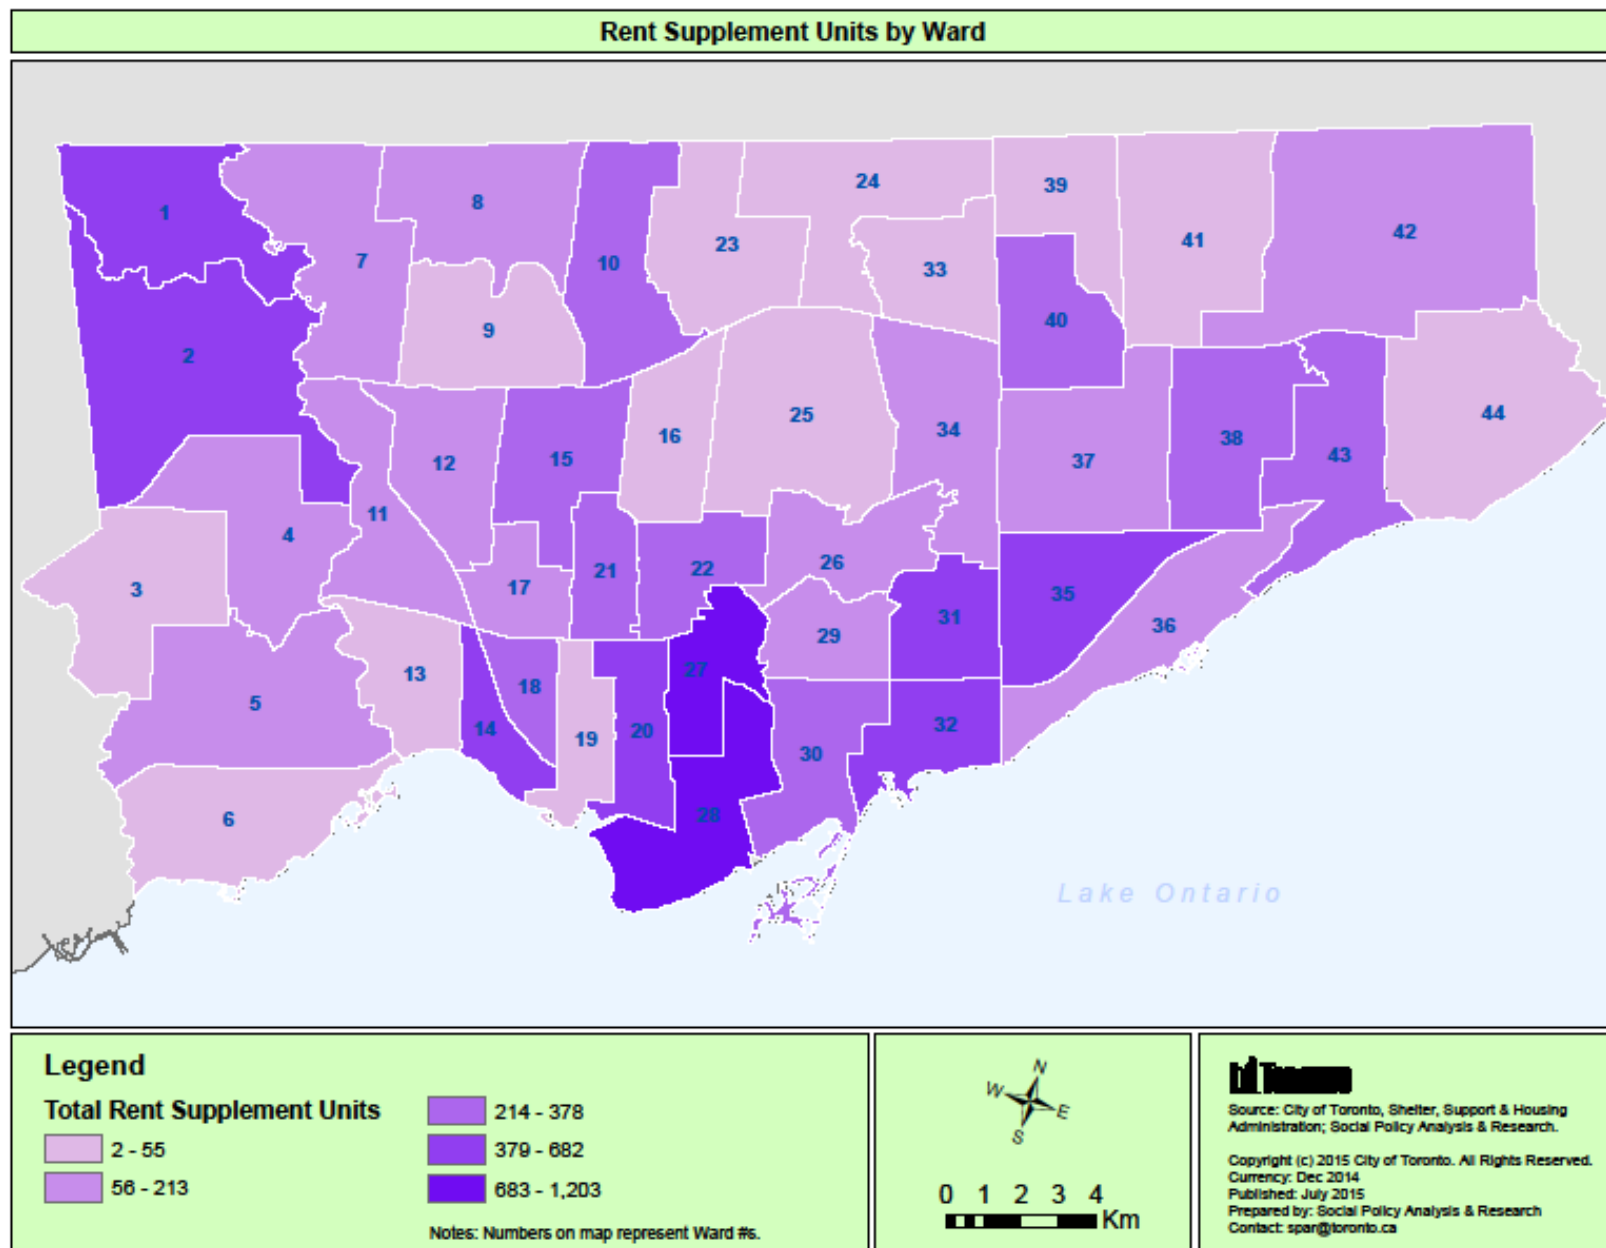 Rent Supplement Units by Ward
24
39
1
8
42
41
23
7
10
33
40
9
2
44
25
16
34
38
15
12
43
37
11
4
26
21
22
17
3
35
31
36
29
27
13
18
5
32
14
20
19
30
28
6
Lake Ontario
Legend
Total Rent Supplement Units
2 - 55
56 - 213
214 - 378
379 - 682
683 - 1,203
Notes: Numbers on map represent Ward #s.
N
W
E
S
0 1 2 3 4
Km
Source: City of Toronto, Shelter, Support & Housing
Administration; Social Policy Analysis & Research.
Copyright (c) 2015 City of Toronto. All Rights Reserved.
Currency: Dec 2014
Published: July 2015
Prepared by: Social Policy Analysis & Research
Contact: spar@toronto.ca